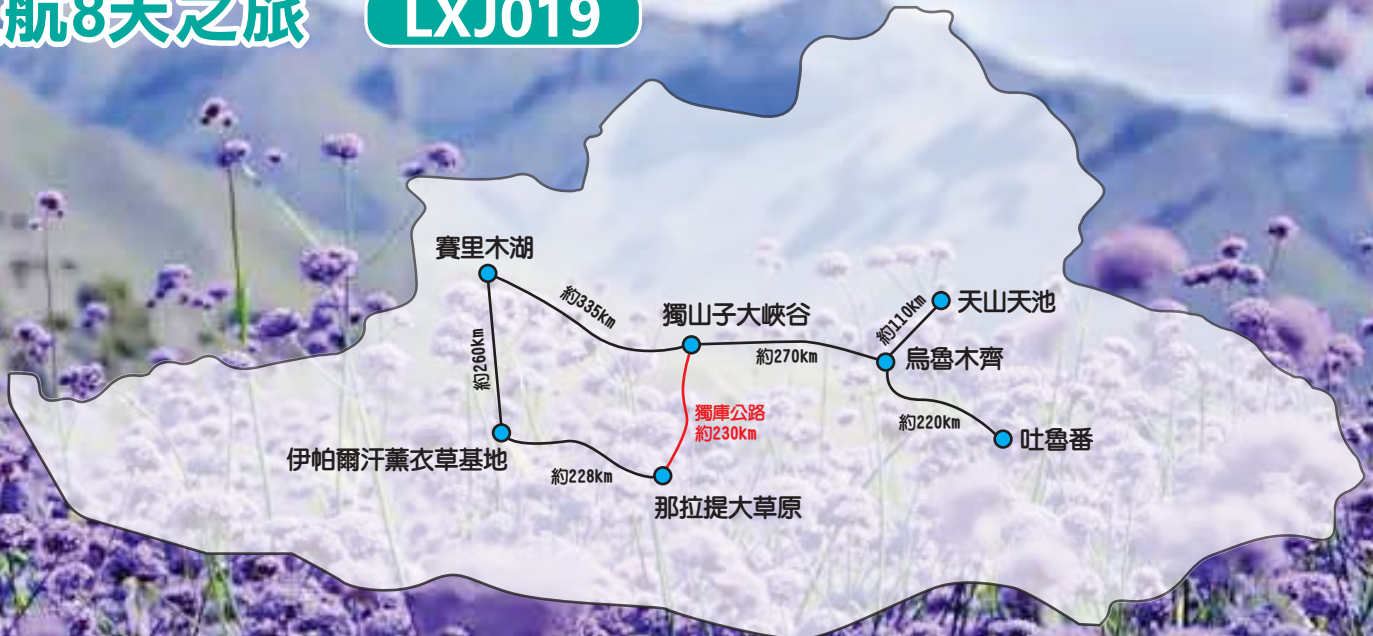 航8天之旅 LXJ019
賽里木湖
約335km
獨山子大峽谷
約110km
天山天池
約270km
烏魯木齊
約260km
獨庫公路
約230km
約220km
吐魯番
伊帕爾汗薰衣草基地
約228km
那拉提大草原